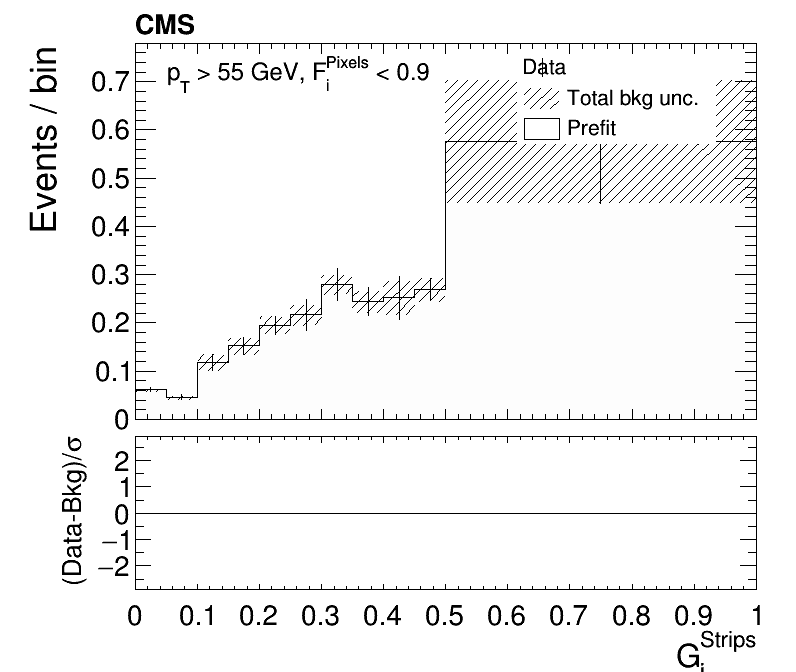 CMS
p_T > 55 GeV, F_i^Pixels < 0.9
Data
Total bkg unc.
Prefit
Events / bin
0.7
0.6
0.5
0.4
0.3
0.2
0.1
0
(Data-Bkg)/σ
2
1
0
−1
−2
0 0.1 0.2 0.3 0.4 0.5 0.6 0.7 0.8 0.9 1
G_i^Strips